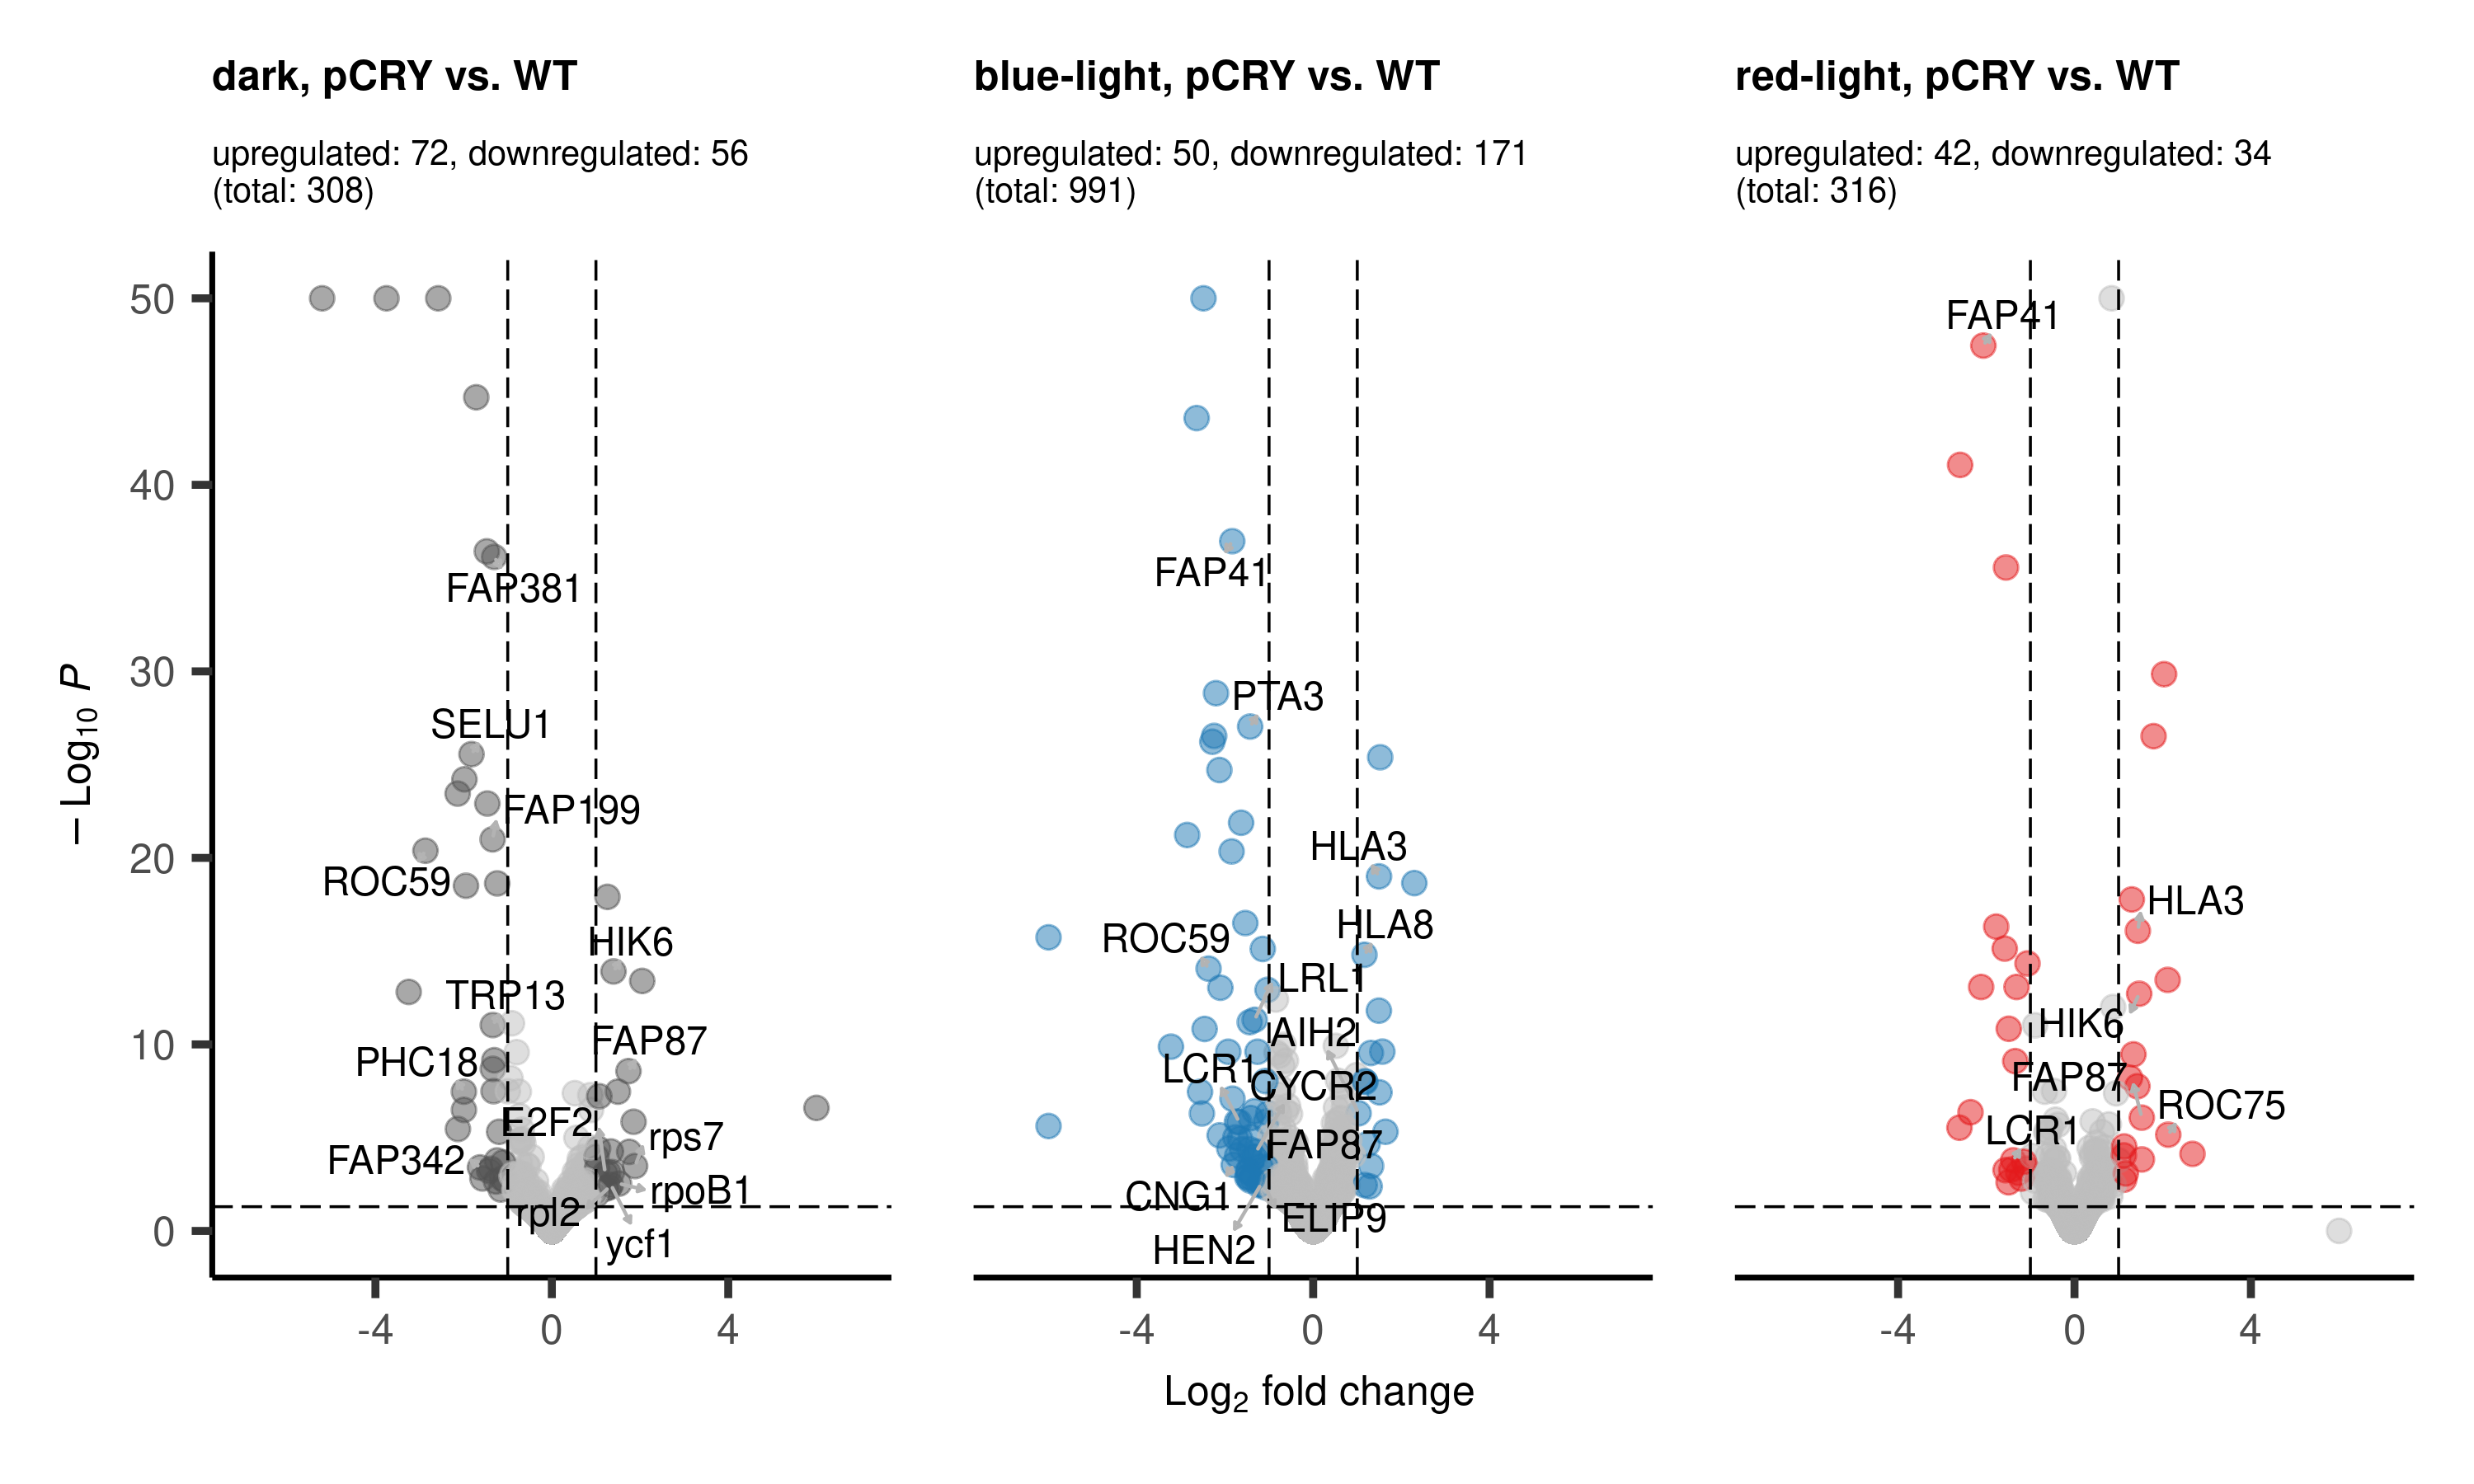 dark, pCRY vs. WT
upregulated: 72, downregulated: 56
(total: 308)
blue-light, pCRY vs. WT
upregulated: 50, downregulated: 171
(total: 991)
red-light, pCRY vs. WT
upregulated: 42, downregulated: 34
(total: 316)
− Log10 P
50
40
30
20
10
0
FAP381
SELU1
FAP199
ROC59
HIK6
TRP13
FAP87
PHC18
E2F2
rps7
FAP342
rpoB1
rpl2
ycf1
-4 0 4
FAP41
PTA3
HLA3
HLA8
ROC59
LRL1
AIH2
LCR1
CYCR2
FAP87
CNG1
ELIP9
HEN2
-4 0 4
FAP41
HLA3
HIK6
FAP87
ROC75
LCR1
-4 0 4
Log2 fold change